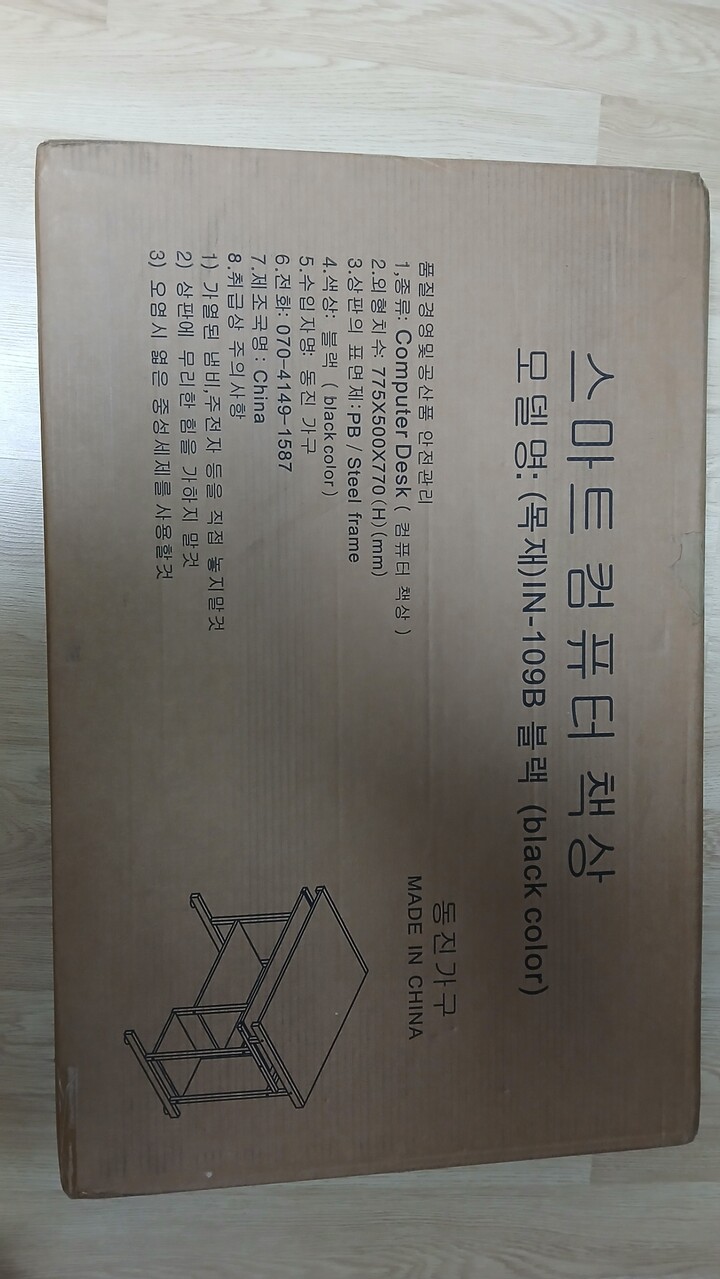 스마트 컴퓨터 책상
모델명: (목재)IN-109B 블랙 (black color)
품질경영및 공산품 안전관리
1,종류: Computer Desk ( 컴퓨터 책상 )
2.외형치수: 775X500X770(H)(mm)
3.상판의 표면 제:PB / Steel frame
4.색상: 블랙 ( black color )
5.수입자명: 동진 가구
6.전화: 070-4149-1587
7.제조국명: China
8.취급상 주의사항
1) 가열된 냄비,주전자 등을 직접 놓지말것
2) 상판에 무리한 힘을 가하지 말것
3) 오염시 엷은 중성세제를 사용할것
동진가구
MADE IN CHINA